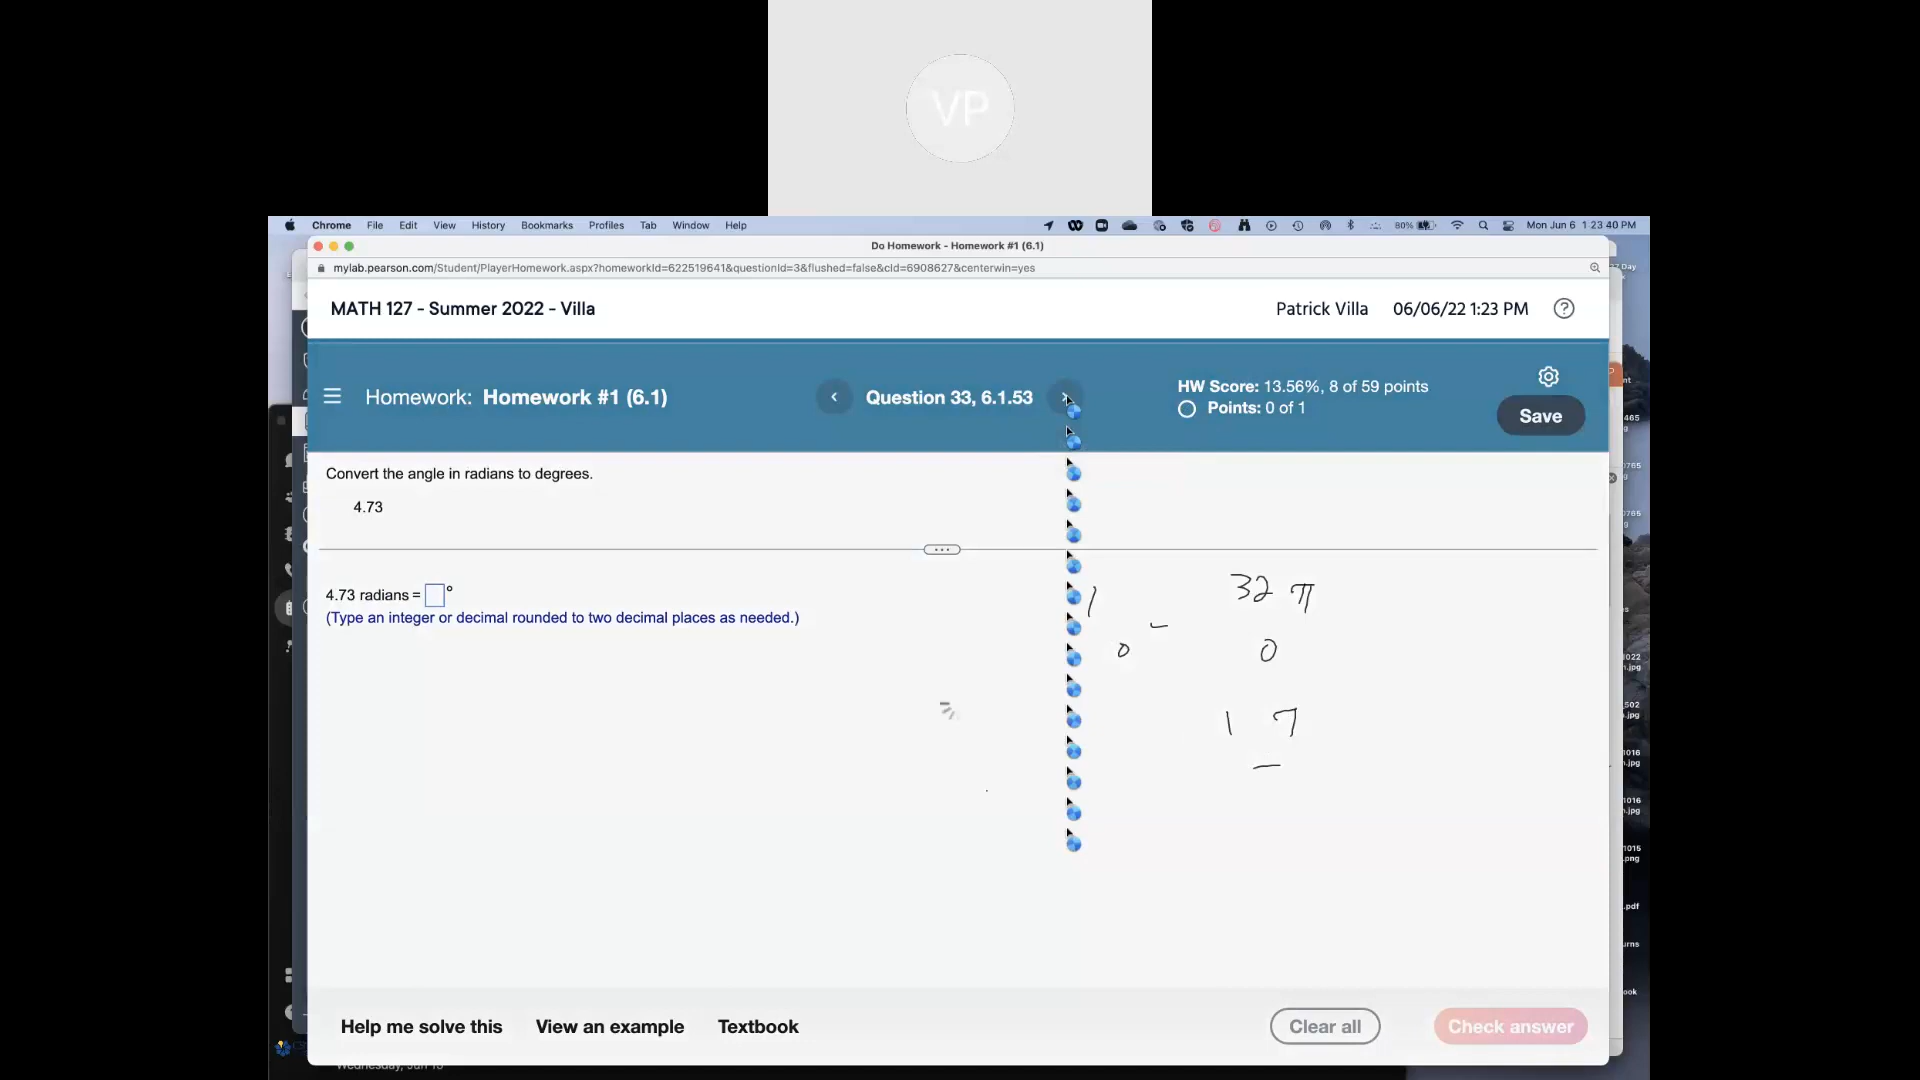 VP
Chrome File Edit View History Bookmarks Profiles Tab Window Help 80% Mon Jun 6 1:23:40 PM
Do Homework - Homework #1 (6.1)
mylab.pearson.com/Student/PlayerHomework.aspx?homeworkId=622519641&questionId=3&flushed=false&cId=6908627&centerwin=yes
MATH 127 - Summer 2022 - Villa Patrick Villa 06/06/22 1:23 PM ?
Homework: Homework #1 (6.1) Question 33, 6.1.53 HW Score: 13.56%, 8 of 59 points
Points: 0 of 1
Save
Convert the angle in radians to degrees.
4.73
4.73 radians = °
(Type an integer or decimal rounded to two decimal places as needed.)
32 π
0 - 0
1 7
Help me solve this View an example Textbook Clear all Check answer